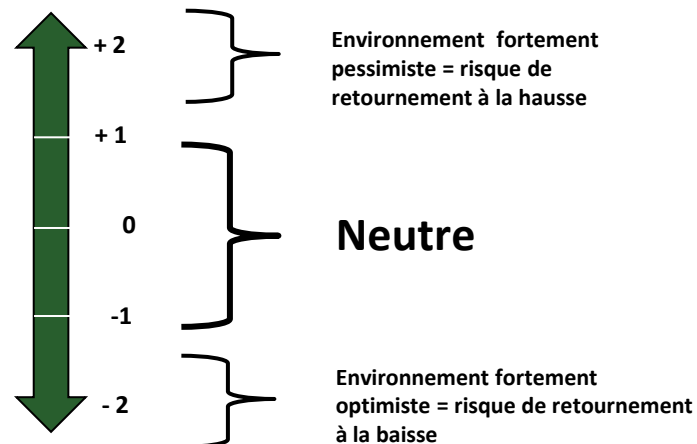 + 2
Environnement fortement
pessimiste = risque de
retournement à la hausse
+ 1
0
Neutre
-1
Environnement fortement
optimiste = risque de retournement
à la baisse
- 2